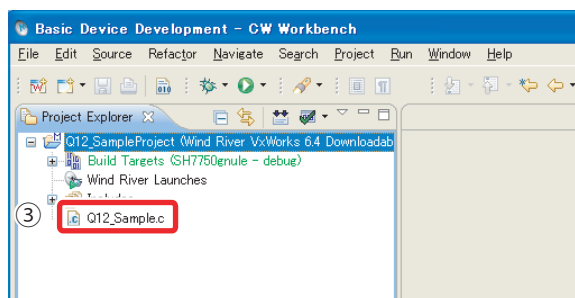 Basic Device Development - CW Workbench
File Edit Source Refactor Navigate Search Project Run Window Help
Project Explorer
Q12_SampleProject (Wind River VxWorks 6.4 Downloadab
Build Targets (SH7750gnule - debug)
Wind River Launches
Includes
③ Q12_Sample.c